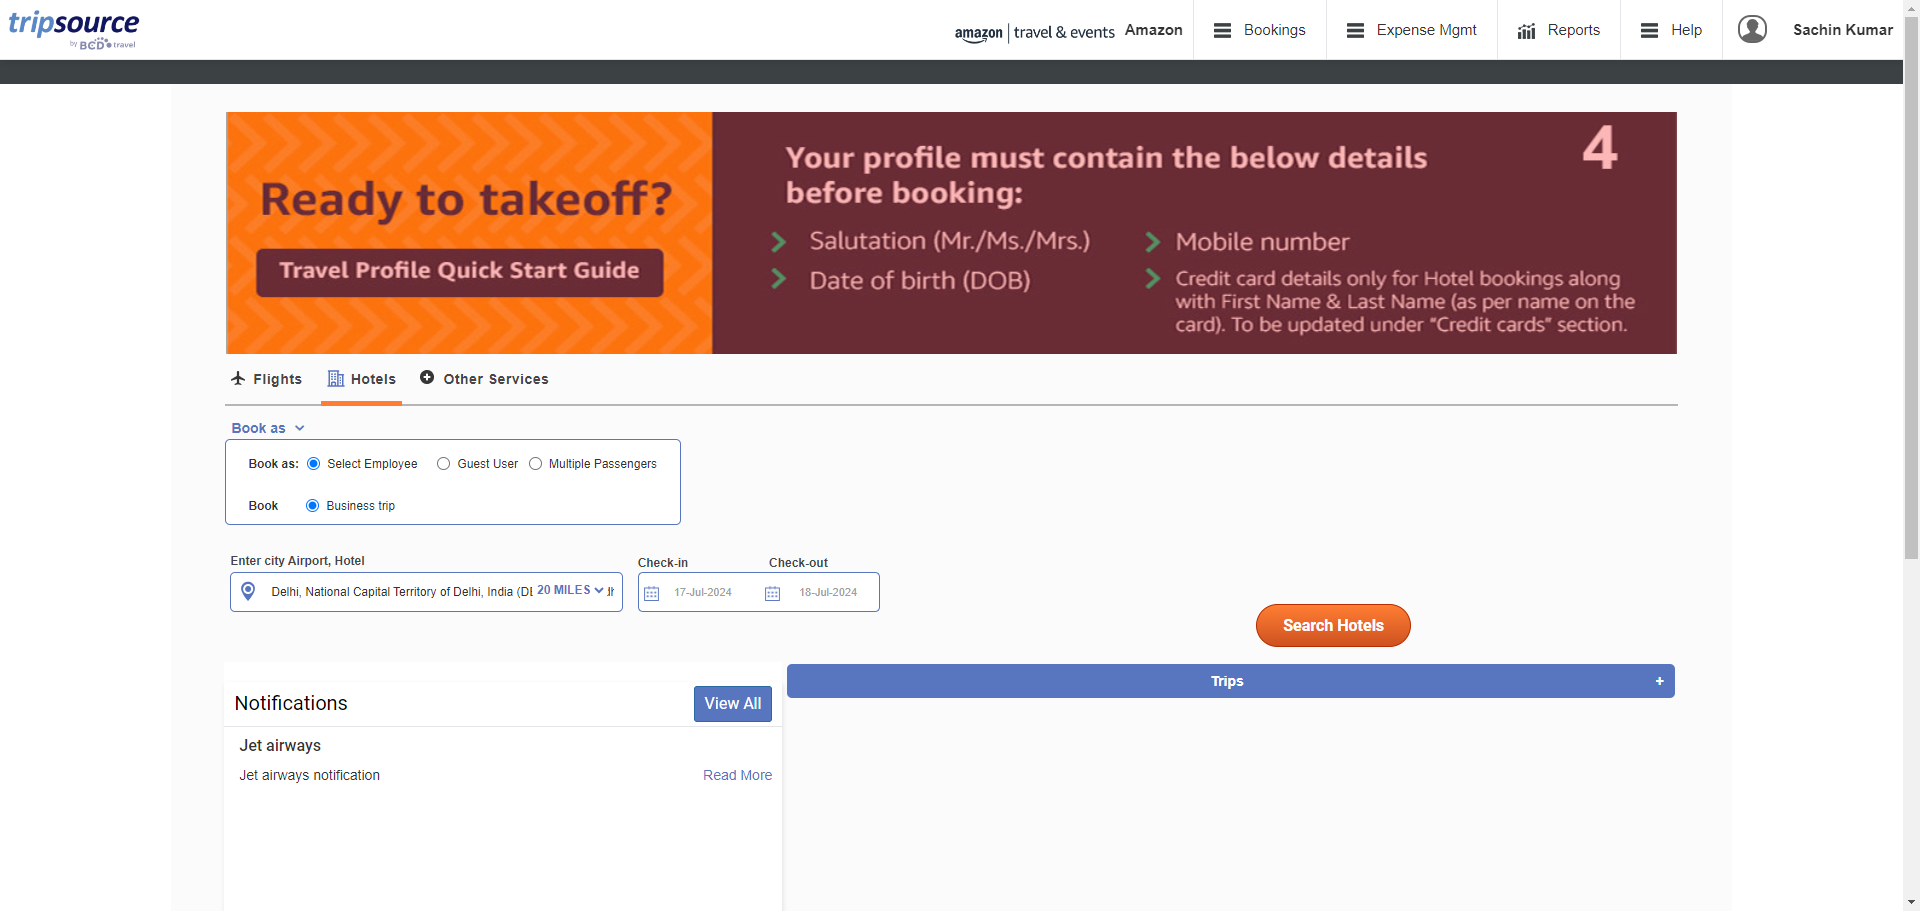 tripsource
by BCD travel
amazon | travel & events Amazon
Bookings
Expense Mgmt
Reports
Help
Sachin Kumar
Ready to takeoff?
Travel Profile Quick Start Guide
Your profile must contain the below details
before booking:
4
Salutation (Mr./Ms./Mrs.)
Date of birth (DOB)
Mobile number
Credit card details only for Hotel bookings along
with First Name & Last Name (as per name on the
card). To be updated under "Credit cards" section.
Flights
Hotels
Other Services
Book as
Book as: Select Employee Guest User Multiple Passengers
Book Business trip
Enter city Airport, Hotel
Delhi, National Capital Territory of Delhi, India (DE 20 MILES
Check-in Check-out
17-Jul-2024 18-Jul-2024
Search Hotels
Trips +
Notifications
View All
Jet airways
Jet airways notification
Read More